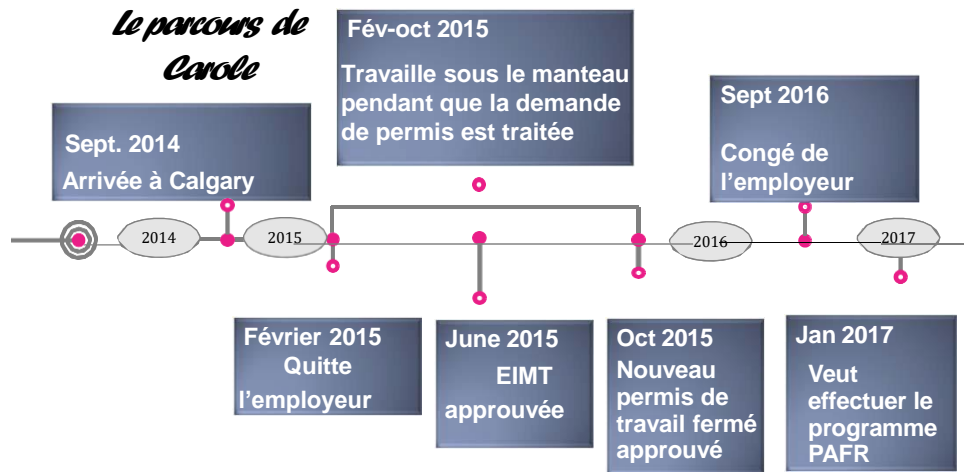 Le parcours de
Carole
Fév-oct 2015
Travaille sous le manteau
pendant que la demande
de permis est traitée
Sept 2016
Congé de
l’employeur
Sept. 2014
Arrivée à Calgary
2014
2015
2016
2017
Février 2015
Quitte
l’employeur
June 2015
EIMT
approuvée
Oct 2015
Nouveau
permis de
travail fermé
approuvé
Jan 2017
Veut
effectuer le
programme
PAFR